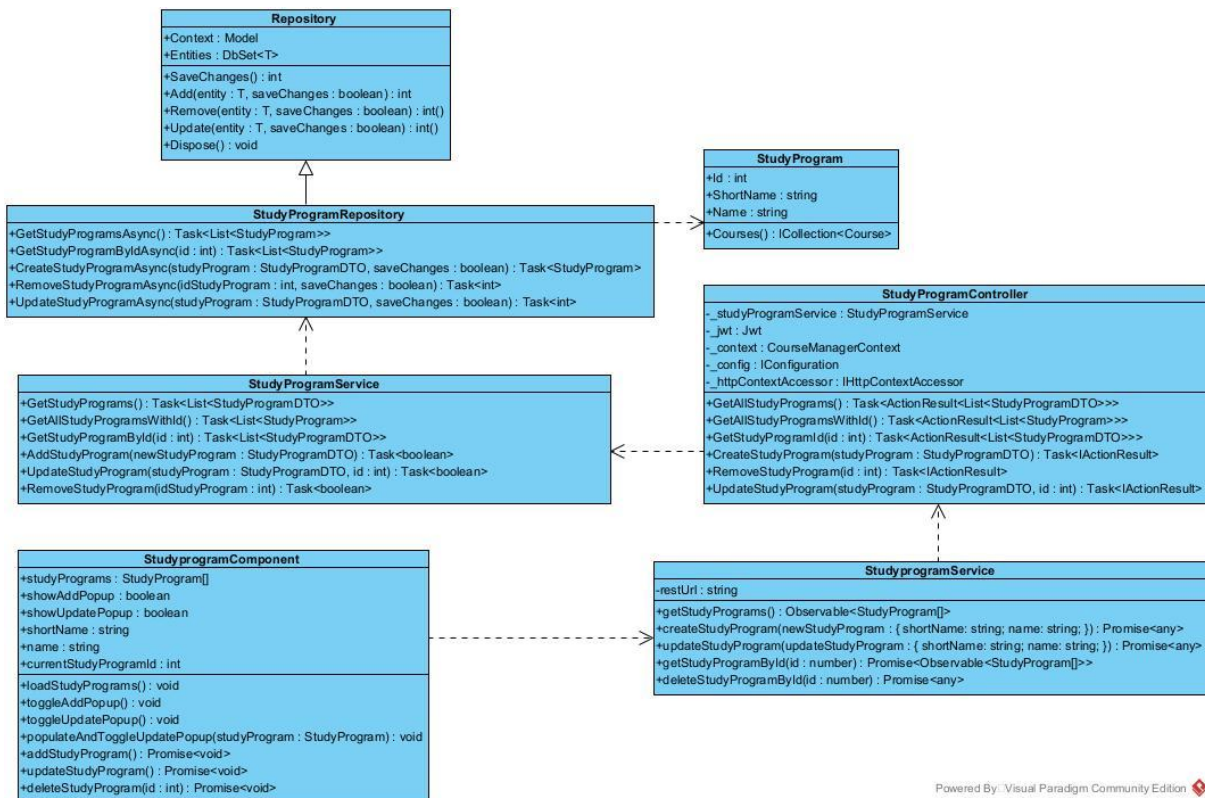 Repository
+Context : Model
+Entities : DbSet<T>
+SaveChanges() : int
+Add(entity : T, saveChanges : boolean) : int
+Remove(entity : T, saveChanges : boolean) : int()
+Update(entity : T, saveChanges : boolean) : int()
+Dispose() : void
StudyProgram
+Id : int
+ShortName : string
+Name : string
+Courses() : ICollection<Course>
StudyProgramRepository
+GetStudyProgramsAsync() : Task<List<StudyProgram>>
+GetStudyProgramByIdAsync(id : int) : Task<List<StudyProgram>>
+CreateStudyProgramAsync(studyProgram : StudyProgramDTO, saveChanges : boolean) : Task<StudyProgram>
+RemoveStudyProgramAsync(idStudyProgram : int, saveChanges : boolean) : Task<int>
+UpdateStudyProgramAsync(studyProgram : StudyProgramDTO, saveChanges : boolean) : Task<int>
StudyProgramController
-_studyProgramService : StudyProgramService
-_jwt : Jwt
-_context : CourseManagerContext
-_config : IConfiguration
-_httpContextAccessor : IHttpContextAccessor
+GetAllStudyPrograms() : Task<ActionResult<List<StudyProgramDTO>>>
+GetAllStudyProgramsWithId() : Task<ActionResult<List<StudyProgram>>>
+GetStudyProgramId(id : int) : Task<ActionResult<List<StudyProgramDTO>>>
+CreateStudyProgram(studyProgram : StudyProgramDTO) : Task<IActionResult>
+RemoveStudyProgram(id : int) : Task<IActionResult>
+UpdateStudyProgram(studyProgram : StudyProgramDTO, id : int) : Task<IActionResult>
StudyProgramService
+GetStudyPrograms() : Task<List<StudyProgramDTO>>
+GetAllStudyProgramsWithId() : Task<List<StudyProgram>>
+GetStudyProgramById(id : int) : Task<List<StudyProgramDTO>>
+AddStudyProgram(newStudyProgram : StudyProgramDTO) : Task<boolean>
+UpdateStudyProgram(studyProgram : StudyProgramDTO, id : int) : Task<boolean>
+RemoveStudyProgram(idStudyProgram : int) : Task<boolean>
StudyprogramComponent
+studyPrograms : StudyProgram[]
+showAddPopup : boolean
+showUpdatePopup : boolean
+shortName : string
+name : string
+currentStudyProgramId : int
+loadStudyPrograms() : void
+toggleAddPopup() : void
+toggleUpdatePopup() : void
+populateAndToggleUpdatePopup(studyProgram : StudyProgram) : void
+addStudyProgram() : Promise<void>
+updateStudyProgram() : Promise<void>
+deleteStudyProgram(id : int) : Promise<void>
StudyprogramService
-restUrl : string
+getStudyPrograms() : Observable<StudyProgram[]>
+createStudyProgram(newStudyProgram : { shortName: string; name: string; }) : Promise<any>
+updateStudyProgram(updateStudyProgram : { shortName: string; name: string; }) : Promise<any>
+getStudyProgramById(id : number) : Promise<Observable<StudyProgram[]>>
+deleteStudyProgramById(id : number) : Promise<any>
Powered By Visual Paradigm Community Edition